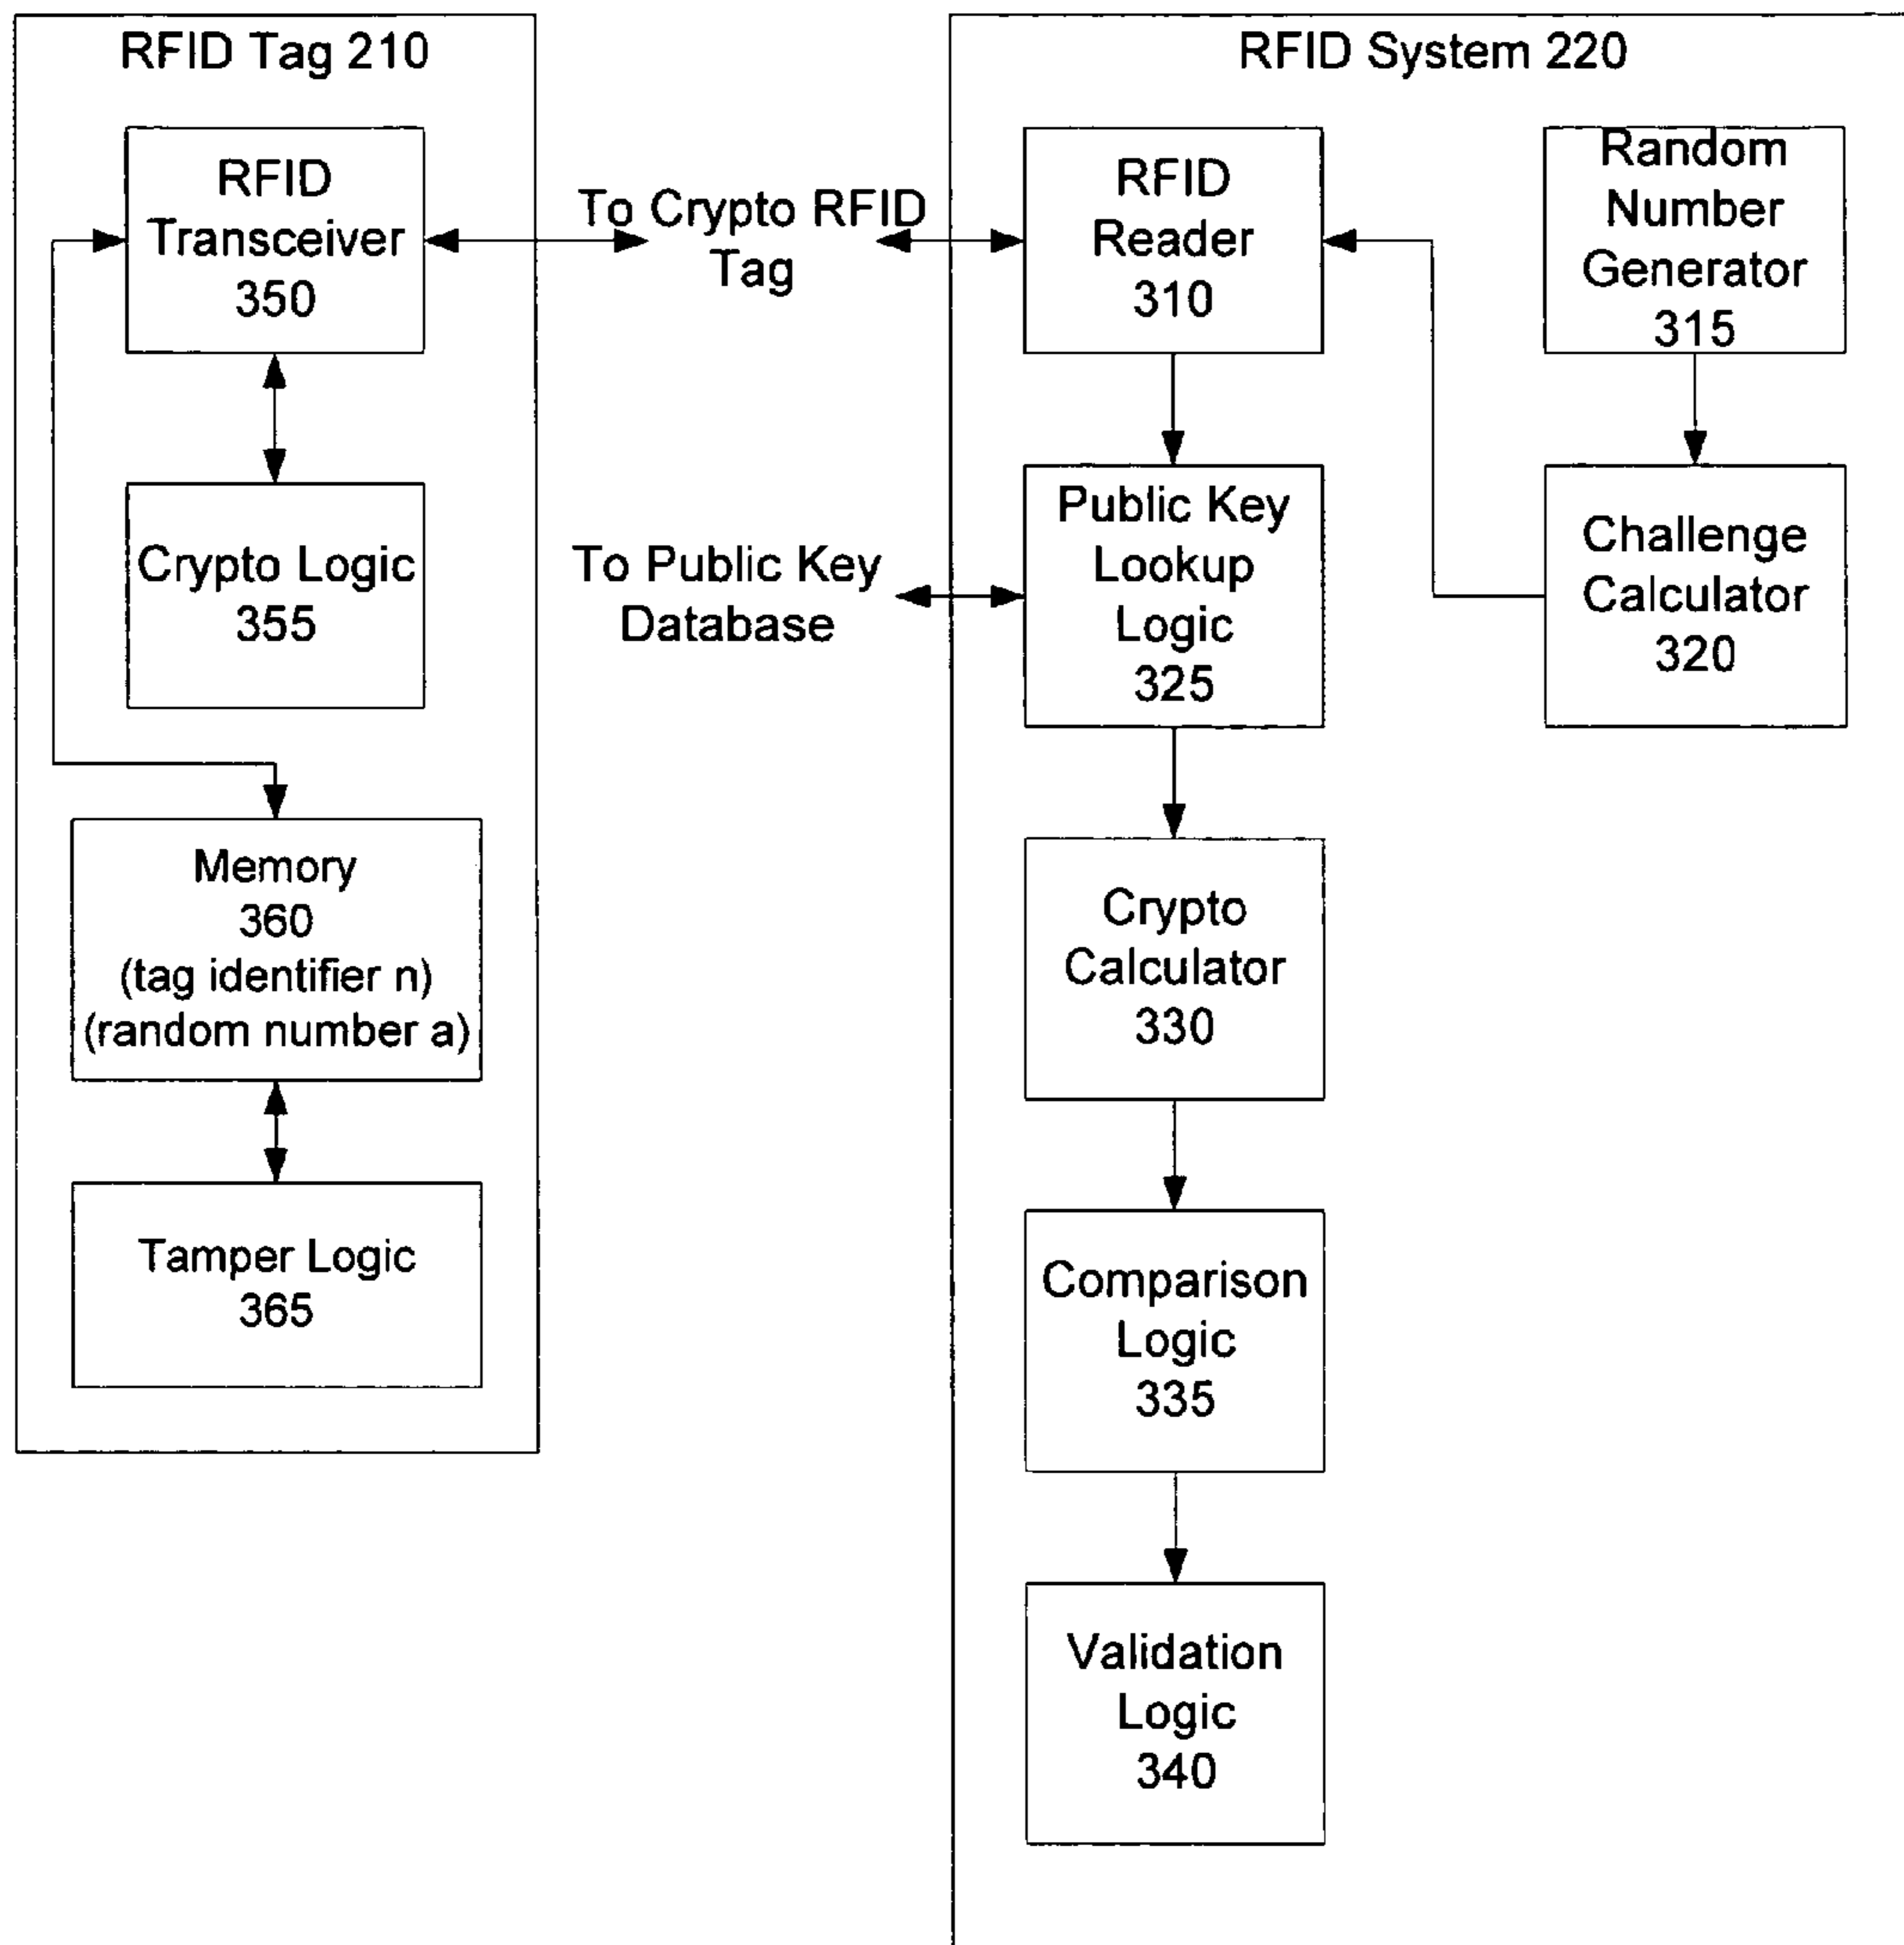 RFID Tag 210
RFID
Transceiver
350
Crypto Logic
355
Memory
360
(tag identifier n)
(random number a)
Tamper Logic
365
To Crypto RFID
Tag
To Public Key
Database
RFID System 220
RFID
Reader
310
Random
Number
Generator
315
Public Key
Lookup
Logic
325
Challenge
Calculator
320
Crypto
Calculator
330
Comparison
Logic
335
Validation
Logic
340